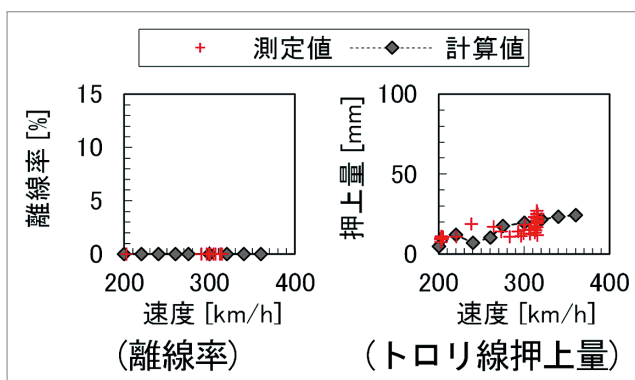 測定値 計算値
15
10
5
0
離線率 [%]
200 300 400
速度 [km/h]
(離線率)
100
50
0
押上量 [mm]
200 300 400
速度 [km/h]
(トロリ線押上量)